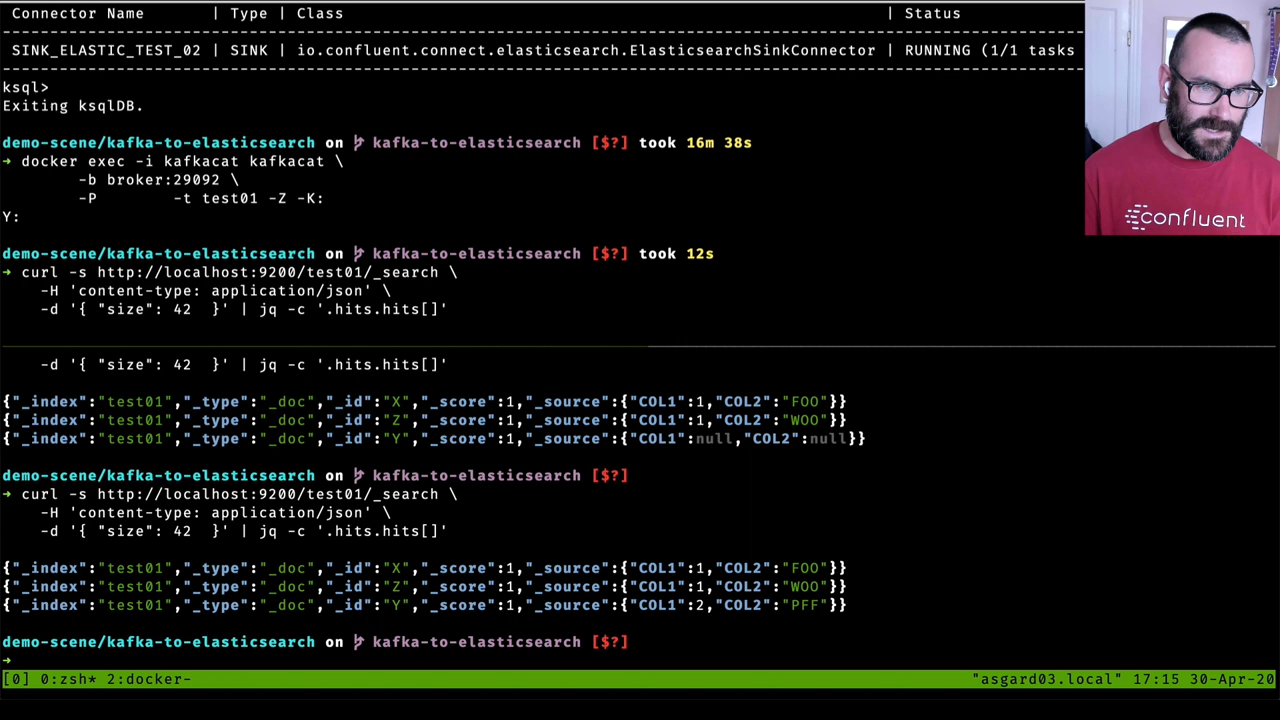 Connector Name | Type | Class | Status
SINK_ELASTIC_TEST_02 | SINK | io.confluent.connect.elasticsearch.ElasticsearchSinkConnector | RUNNING (1/1 tasks
ksql>
Exiting ksqlDB.
demo-scene/kafka-to-elasticsearch on kafka-to-elasticsearch [$?] took 16m 38s
➜ docker exec -i kafkacat kafkacat \
-b broker:29092 \
-P -t test01 -Z -K:
Y:
demo-scene/kafka-to-elasticsearch on kafka-to-elasticsearch [$?] took 12s
➜ curl -s http://localhost:9200/test01/_search \
-H 'content-type: application/json' \
-d '{ "size": 42 }' | jq -c '.hits.hits[]'
-d '{ "size": 42 }' | jq -c '.hits.hits[]'
{"_index":"test01","_type":"_doc","_id":"X","_score":1,"_source":{"COL1":1,"COL2":"FOO"}}
{"_index":"test01","_type":"_doc","_id":"Z","_score":1,"_source":{"COL1":1,"COL2":"WOO"}}
{"_index":"test01","_type":"_doc","_id":"Y","_score":1,"_source":{"COL1":null,"COL2":null}}
demo-scene/kafka-to-elasticsearch on kafka-to-elasticsearch [$?]
➜ curl -s http://localhost:9200/test01/_search \
-H 'content-type: application/json' \
-d '{ "size": 42 }' | jq -c '.hits.hits[]'
{"_index":"test01","_type":"_doc","_id":"X","_score":1,"_source":{"COL1":1,"COL2":"FOO"}}
{"_index":"test01","_type":"_doc","_id":"Z","_score":1,"_source":{"COL1":1,"COL2":"WOO"}}
{"_index":"test01","_type":"_doc","_id":"Y","_score":1,"_source":{"COL1":2,"COL2":"PFF"}}
demo-scene/kafka-to-elasticsearch on kafka-to-elasticsearch [$?]
➜
[0] 0:zsh* 2:docker- "asgard03.local" 17:15 30-Apr-20
confluent